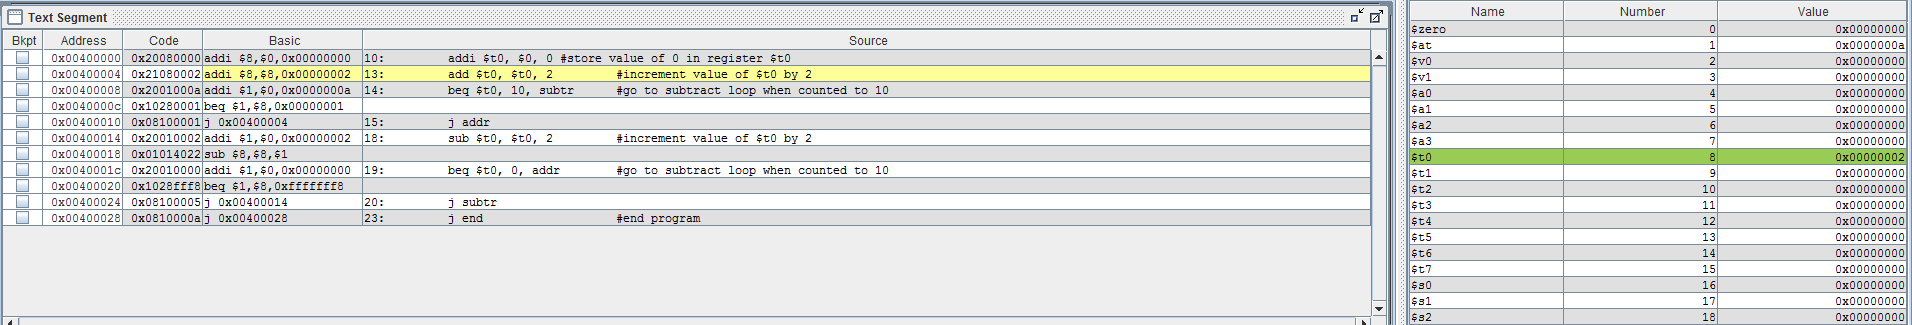 Text Segment
Bkpt Address Code Basic Source
0x00400000 0x20080000 addi $8,$0,0x00000000 10: addi $t0, $0, 0 #store value of 0 in register $t0
0x00400004 0x21080002 addi $8,$8,0x00000002 13: add $t0, $t0, 2 #increment value of $t0 by 2
0x00400008 0x2001000a addi $1,$0,0x0000000a 14: beq $t0, 10, subtr #go to subtract loop when counted to 10
0x0040000c 0x10280001 beq $1,$8,0x00000001
0x00400010 0x08100001 j 0x00400004 15: j addr
0x00400014 0x20010002 addi $1,$0,0x00000002 18: sub $t0, $t0, 2 #increment value of $t0 by 2
0x00400018 0x01014022 sub $8,$8,$1
0x0040001c 0x20010000 addi $1,$0,0x00000000 19: beq $t0, 0, addr #go to subtract loop when counted to 10
0x00400020 0x1028fff8 beq $1,$8,0xfffffff8
0x00400024 0x08100005 j 0x00400014 20: j subtr
0x00400028 0x0810000a j 0x00400028 23: j end #end program
Name Number Value
$zero 0 0x00000000
$at 1 0x0000000a
$v0 2 0x00000000
$v1 3 0x00000000
$a0 4 0x00000000
$a1 5 0x00000000
$a2 6 0x00000000
$a3 7 0x00000000
$t0 8 0x00000002
$t1 9 0x00000000
$t2 10 0x00000000
$t3 11 0x00000000
$t4 12 0x00000000
$t5 13 0x00000000
$t6 14 0x00000000
$t7 15 0x00000000
$s0 16 0x00000000
$s1 17 0x00000000
$s2 18 0x00000000